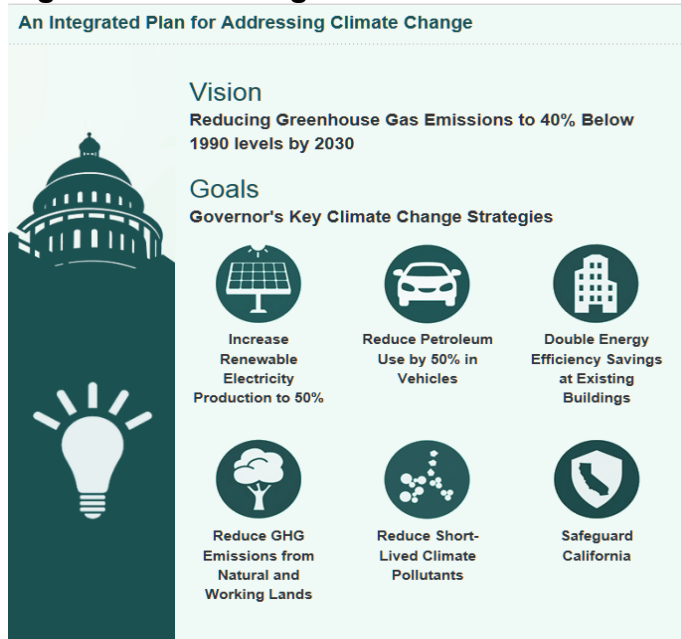 An Integrated Plan for Addressing Climate Change
Vision
Reducing Greenhouse Gas Emissions to 40% Below
1990 levels by 2030
Goals
Governor's Key Climate Change Strategies
Increase
Renewable
Electricity
Production to 50%
Reduce Petroleum
Use by 50% in
Vehicles
Double Energy
Efficiency Savings
at Existing
Buildings
Reduce GHG
Emissions from
Natural and
Working Lands
Reduce Short-
Lived Climate
Pollutants
Safeguard
California